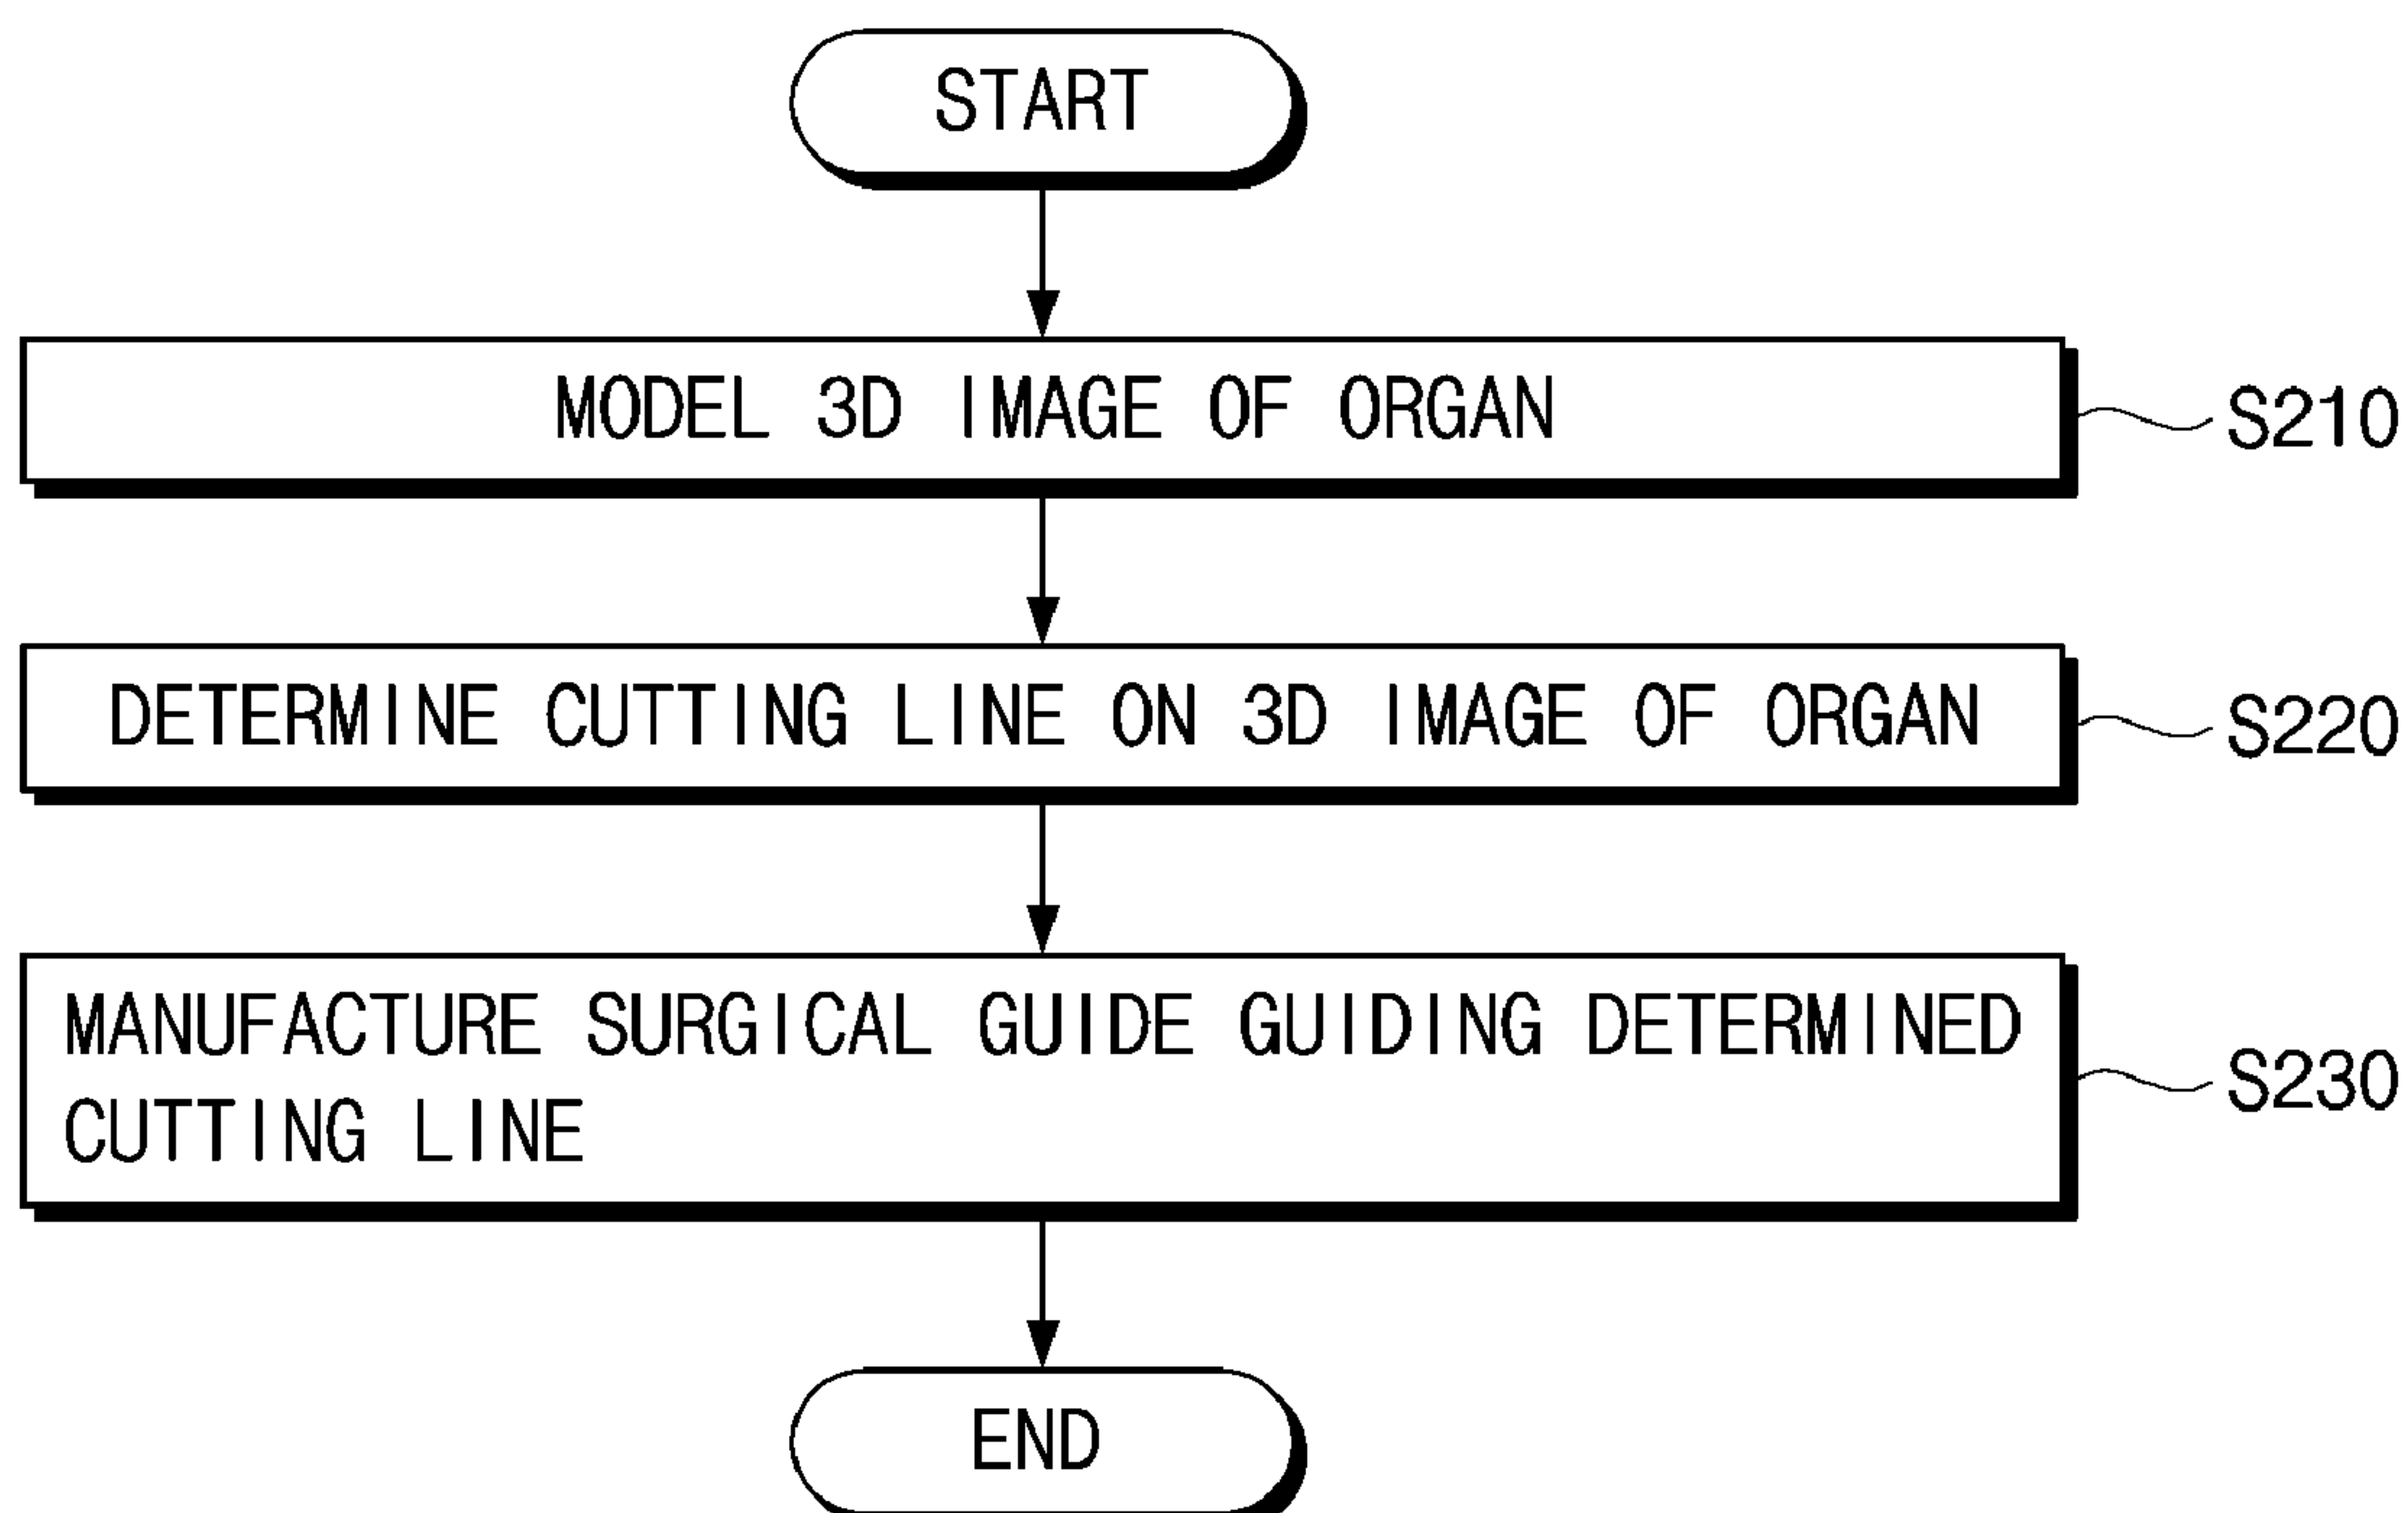 START
MODEL 3D IMAGE OF ORGAN
S210
DETERMINE CUTTING LINE ON 3D IMAGE OF ORGAN
S220
MANUFACTURE SURGICAL GUIDE GUIDING DETERMINED
CUTTING LINE
S230
END